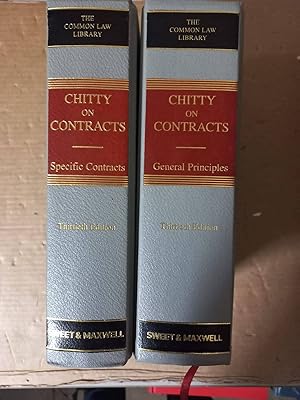 THE
COMMON LAW
LIBRARY
CHITTY
ON
CONTRACTS
Specific Contracts
Thirtieth Edition
SWEET & MAXWELL
THE
COMMON LAW
LIBRARY
CHITTY
ON
CONTRACTS
General Principles
Thirtieth Edition
SWEET & MAXWELL